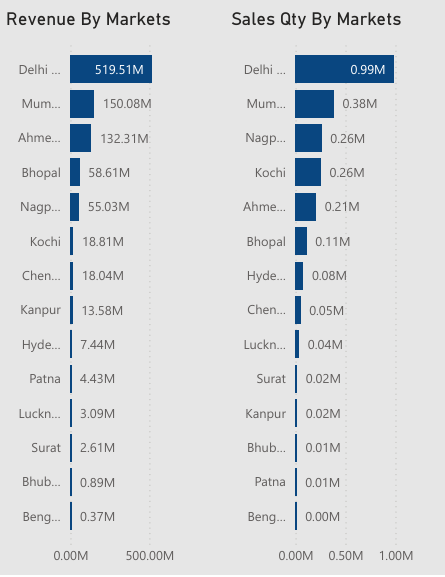 Revenue By Markets
Delhi ... 519.51M
Mum... 150.08M
Ahme... 132.31M
Bhopal 58.61M
Nagp... 55.03M
Kochi 18.81M
Chen... 18.04M
Kanpur 13.58M
Hyde... 7.44M
Patna 4.43M
Luckn... 3.09M
Surat 2.61M
Bhub... 0.89M
Beng... 0.37M
0.00M 500.00M
Sales Qty By Markets
Delhi ... 0.99M
Mum... 0.38M
Nagp... 0.26M
Kochi 0.26M
Ahme... 0.21M
Bhopal 0.11M
Hyde... 0.08M
Chen... 0.05M
Luckn... 0.04M
Surat 0.02M
Kanpur 0.02M
Bhub... 0.01M
Patna 0.01M
Beng... 0.00M
0.00M 0.50M 1.00M